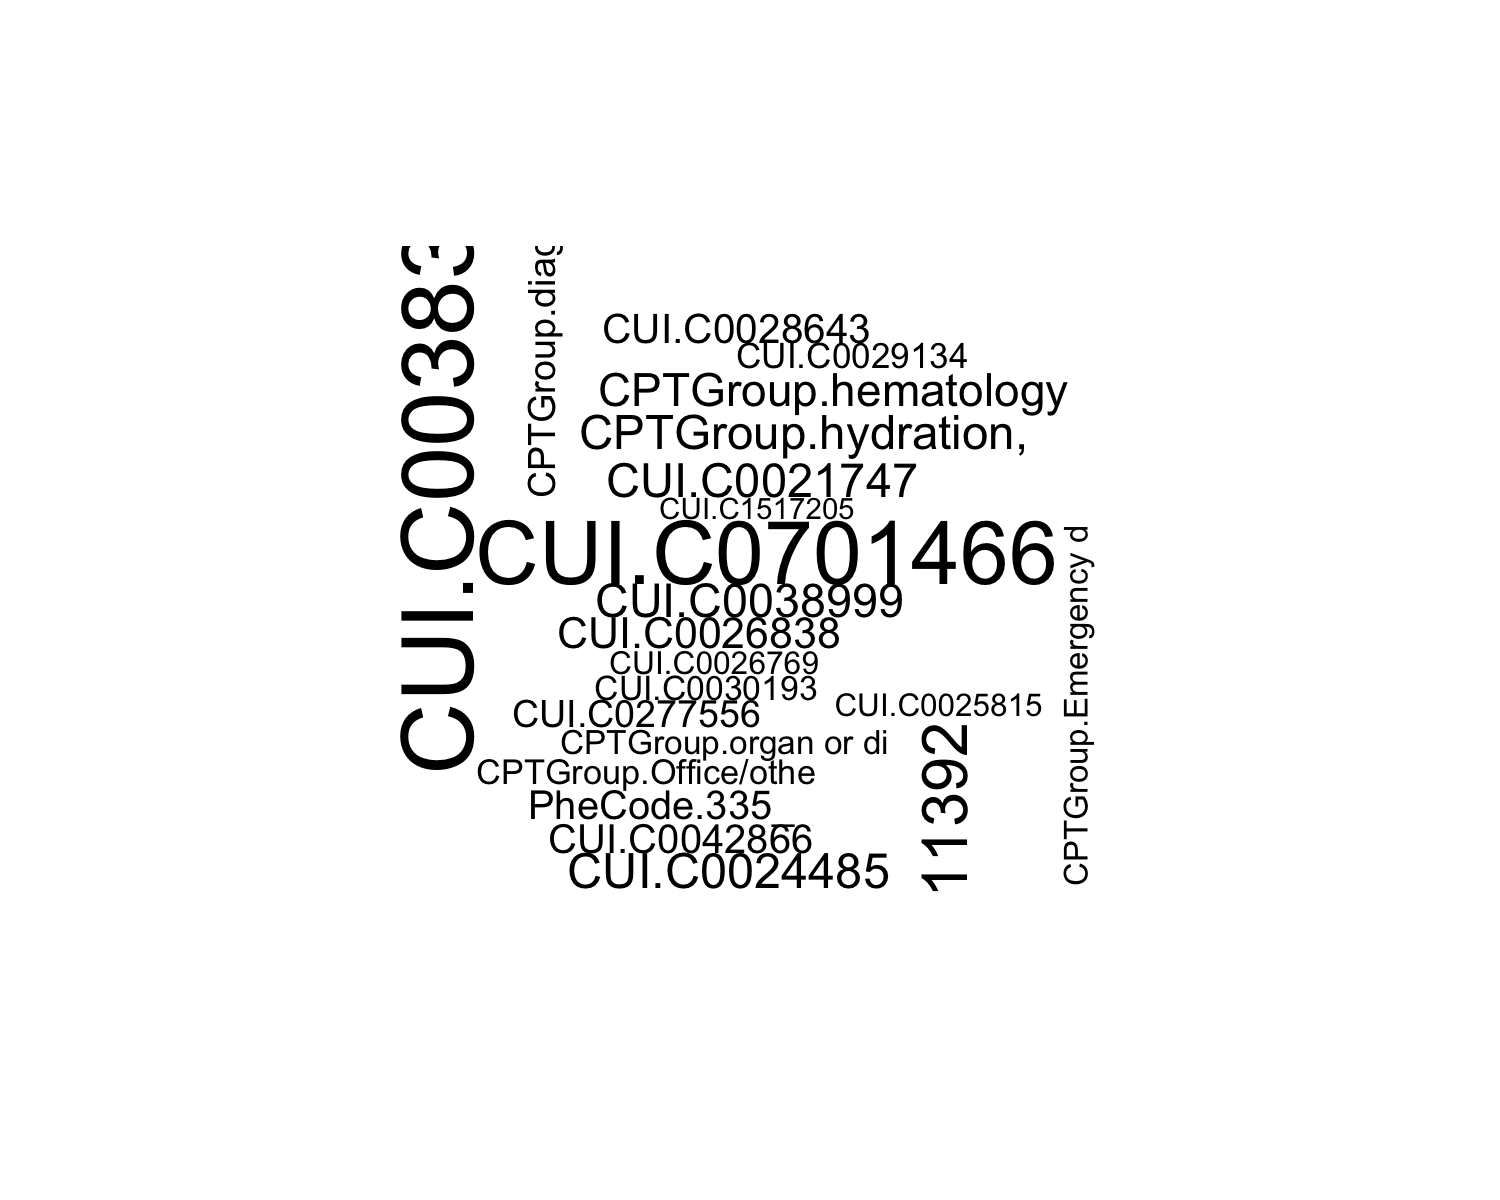 CUI.C00383
CPTGroup.diag
CUI.C0028643
CUI.C0029134
CPTGroup.hematology
CPTGroup.hydration,
CUI.C0021747
CUI.C1517205
CUI.C0701466
CUI.C0038999
CUI.C0026838
CUI.C0026769
CUI.C0030193
CUI.C0025815
CUI.C0277556
CPTGroup.organ or di
CPTGroup.Office/othe
PheCode.335_
CUI.C0042866
CUI.C0024485
11392
CPTGroup.Emergency d